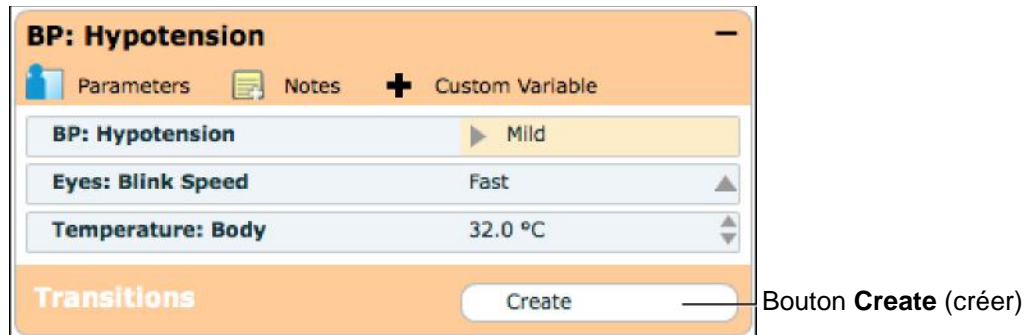 BP: Hypotension
Parameters Notes Custom Variable
BP: Hypotension Mild
Eyes: Blink Speed Fast
Temperature: Body 32.0 °C
Transitions Create
Bouton Create (créer)